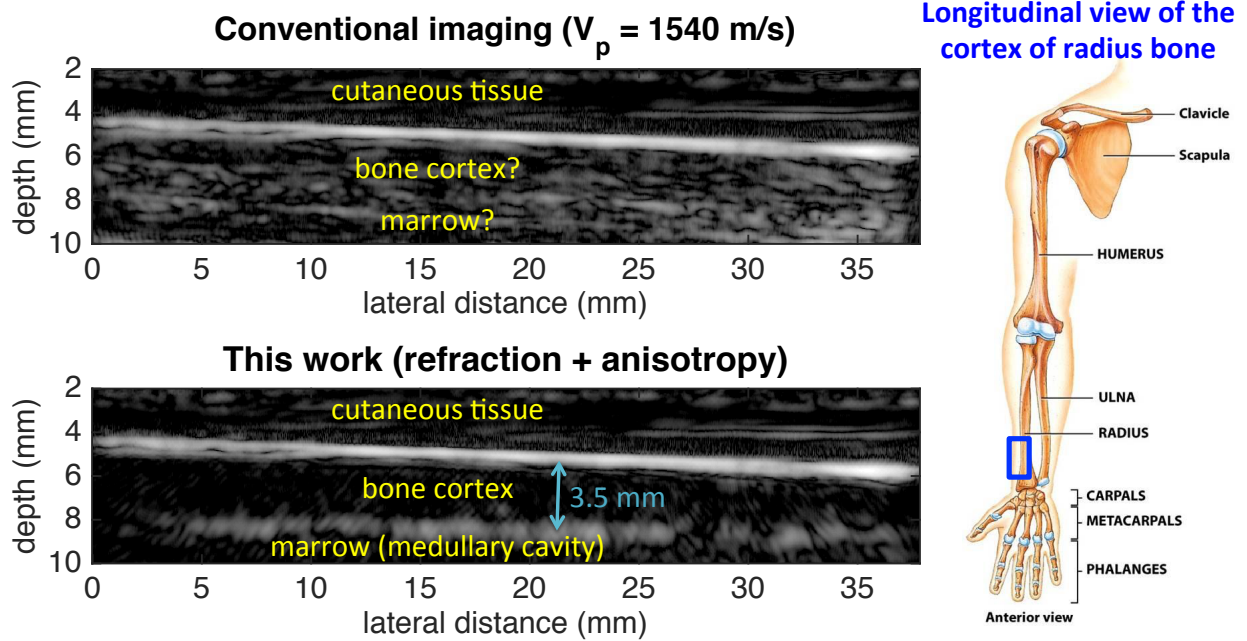 Conventional imaging (Vp = 1540 m/s)
2
4
6
8
10
depth (mm)
cutaneous tissue
bone cortex?
marrow?
0 5 10 15 20 25 30 35
lateral distance (mm)
This work (refraction + anisotropy)
2
4
6
8
10
depth (mm)
cutaneous tissue
bone cortex
3.5 mm
marrow (medullary cavity)
0 5 10 15 20 25 30 35
lateral distance (mm)
Longitudinal view of the
cortex of radius bone
Clavicle
Scapula
HUMERUS
ULNA
RADIUS
CARPALS
METACARPALS
PHALANGES
Anterior view